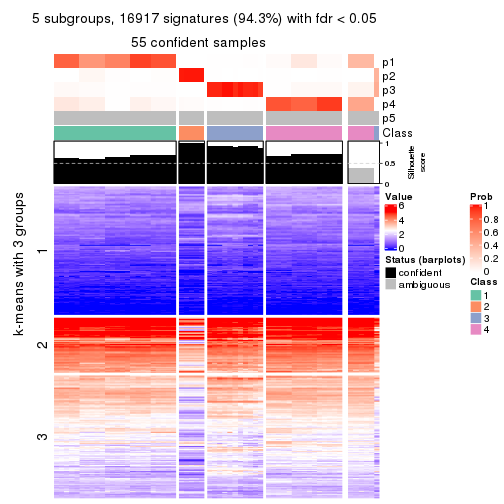 5 subgroups, 16917 signatures (94.3%) with fdr < 0.05
55 confident samples
p1
p2
p3
p4
p5
Class
1
0.5
0
Silhouette
score
k-means with 3 groups
1
2
3
Value
6
4
2
0
Status (barplots)
confident
ambiguous
Prob
1
0.8
0.6
0.4
0.2
0
Class
1
2
3
4